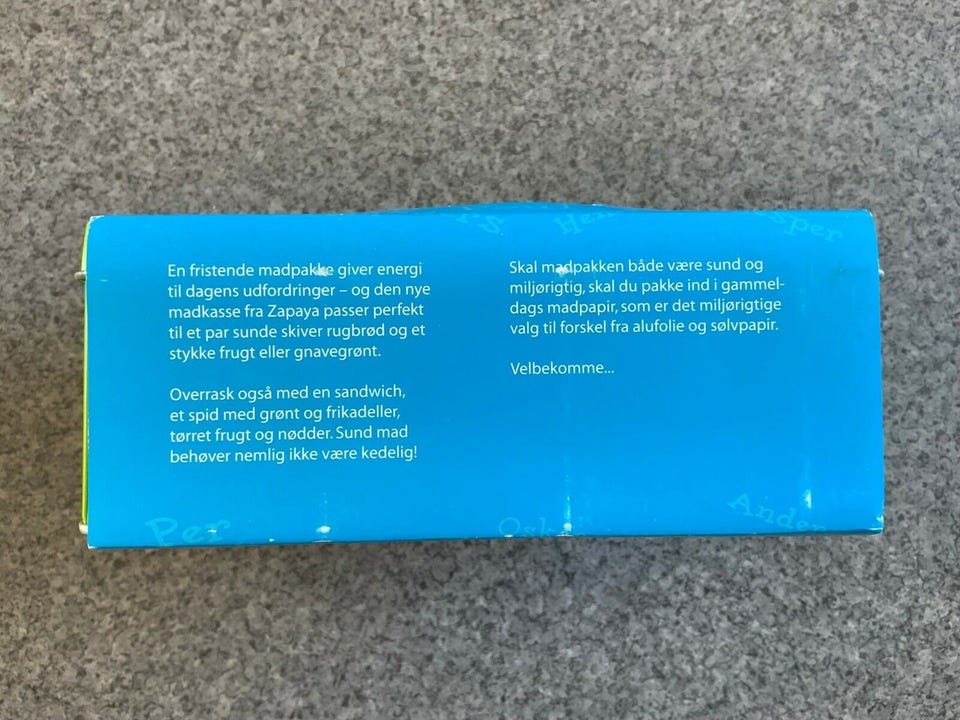 En fristende madpakke giver energi
til dagens udfordringer – og den nye
madkasse fra Zapaya passer perfekt
til et par sunde skiver rugbrød og et
stykke frugt eller gnavegrønt.
Overrask også med en sandwich,
et spid med grønt og frikadeller,
tørret frugt og nødder. Sund mad
behøver nemlig ikke være kedelig!
Skal madpakken både være sund og
miljørigtig, skal du pakke ind i gammel-
dags madpapir, som er det miljørigtige
valg til forskel fra alufolie og sølvpapir.
Velbekomme...
Per